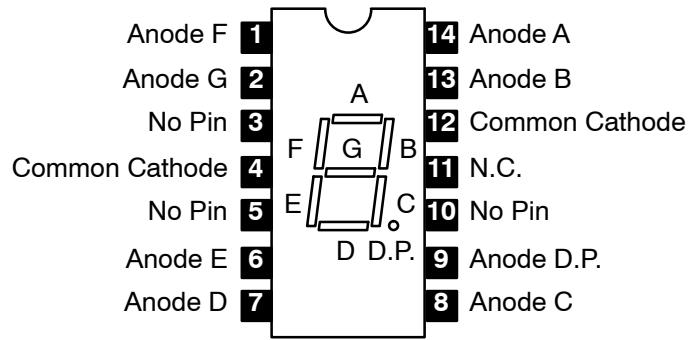 Anode F 1 14 Anode A
Anode G 2 13 Anode B
A
No Pin 3 12 Common Cathode
F G B
Common Cathode 4 11 N.C.
E C
No Pin 5 10 No Pin
D D.P.
Anode E 6 9 Anode D.P.
Anode D 7 8 Anode C